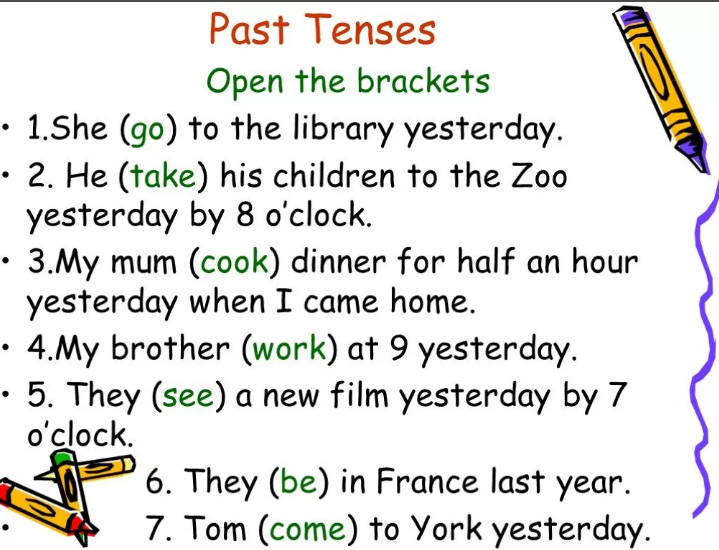 Past Tenses
Open the brackets
• 1.She (go) to the library yesterday.
• 2. He (take) his children to the Zoo
yesterday by 8 o'clock.
• 3.My mum (cook) dinner for half an hour
yesterday when I came home.
• 4.My brother (work) at 9 yesterday.
• 5. They (see) a new film yesterday by 7
o'clock.
6. They (be) in France last year.
• 7. Tom (come) to York yesterday.